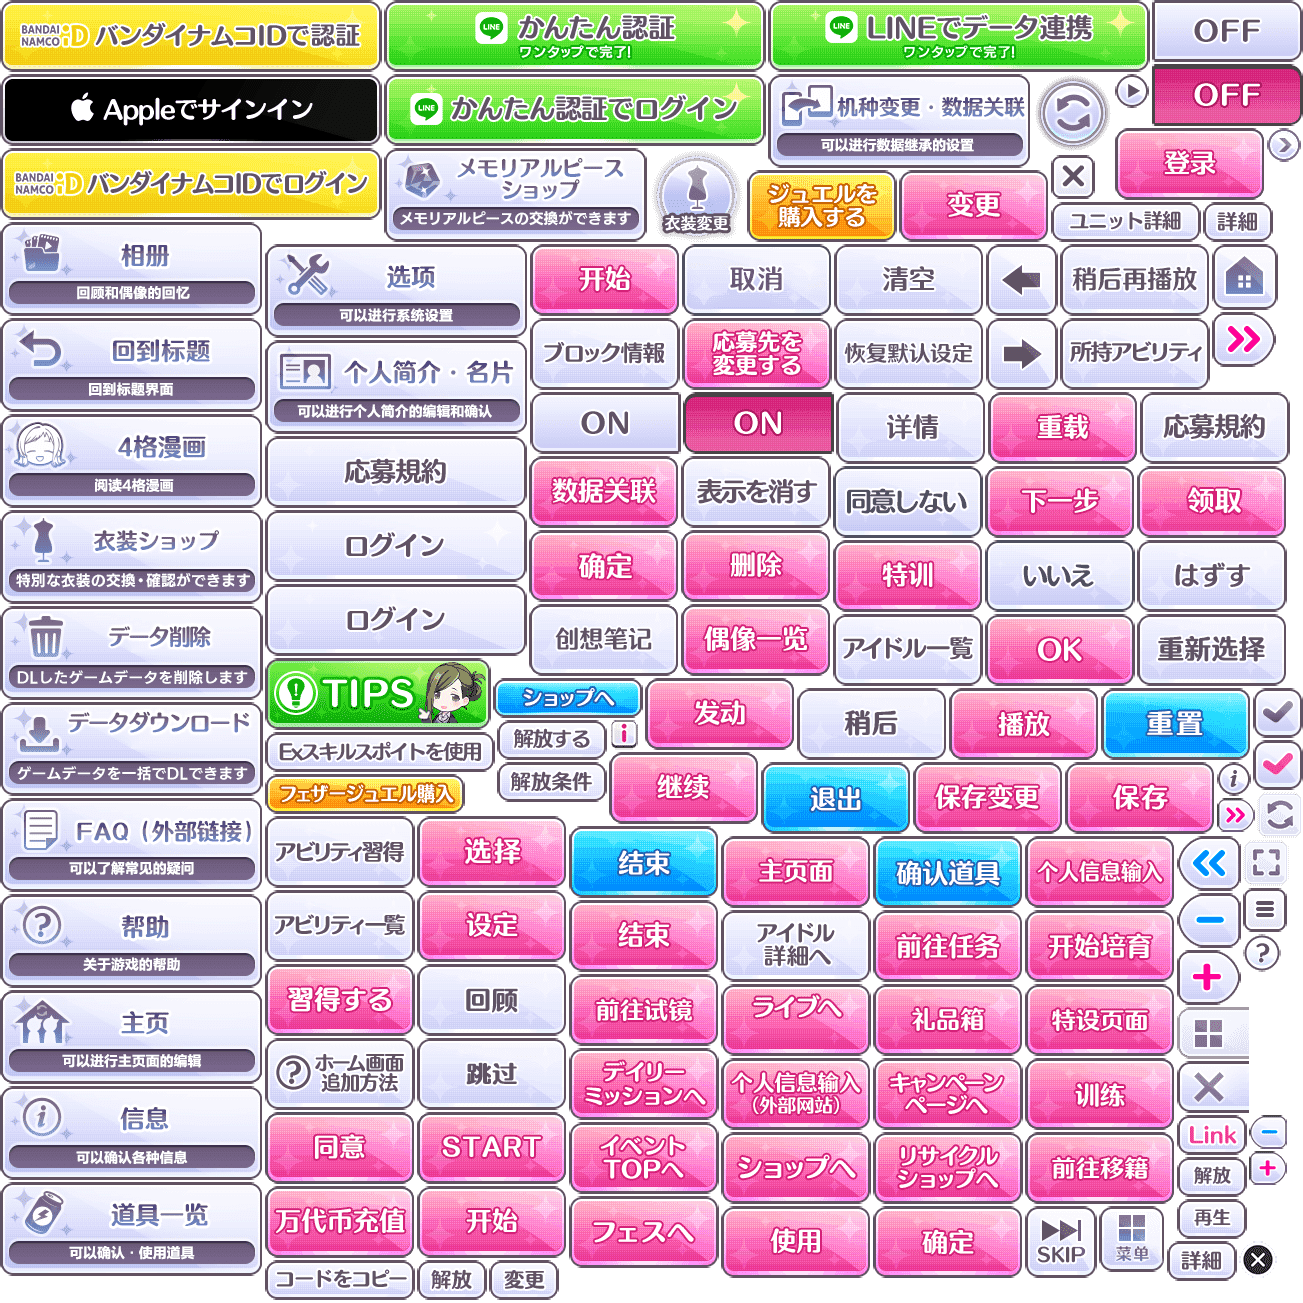 BANDAI NAMCO iD バンダイナムコIDで認証
LINE かんたん認証
ワンタップで完了!
LINE LINEでデータ連携
ワンタップで完了!
OFF
Appleでサインイン
LINE かんたん認証でログイン
机种变更・数据关联
可以进行数据继承的设置
OFF
BANDAI NAMCO iD バンダイナムコIDでログイン
メモリアルピース
ショップ
メモリアルピースの交換ができます
衣装変更
ジュエルを
購入する
变更
登录
ユニット詳細
詳細
相册
回顾和偶像的回忆
选项
可以进行系统设置
开始
取消
清空
稍后再播放
回到标题
回到标题界面
个人简介・名片
可以进行个人简介的编辑和确认
ブロック情報
応募先を
変更する
恢复默认设定
所持アビリティ
4格漫画
阅读4格漫画
応募規約
ON
ON
详情
重载
応募規約
数据关联
表示を消す
同意しない
下一步
领取
衣装ショップ
特別な衣装の交換・確認ができます
ログイン
确定
删除
特训
いいえ
はずす
データ削除
DLしたゲームデータを削除します
ログイン
创想笔记
偶像一览
アイドル一覧
OK
重新选择
TIPS
ショップへ
发动
稍后
播放
重置
データダウンロード
ゲームデータを一括でDLできます
Exスキルスポイトを使用
解放する
i
フェザージュエル購入
解放条件
继续
退出
保存变更
保存
i
FAQ（外部链接）
可以了解常见的疑问
アビリティ習得
选择
结束
主页面
确认道具
个人信息输入
帮助
关于游戏的帮助
アビリティ一覧
设定
结束
アイドル
詳細へ
前往任务
开始培育
?
主页
可以进行主页面的编辑
習得する
回顾
前往试镜
ライブへ
礼品箱
特设页面
? ホーム画面
追加方法
跳过
デイリー
ミッションへ
个人信息输入
(外部网站)
キャンペーン
ページへ
训练
信息
可以确认各种信息
同意
START
イベント
TOPへ
ショップへ
リサイクル
ショップへ
前往移籍
Link
解放
道具一览
可以确认・使用道具
万代币充值
开始
フェスへ
使用
确定
SKIP
菜单
再生
詳細
コードをコピー
解放
変更